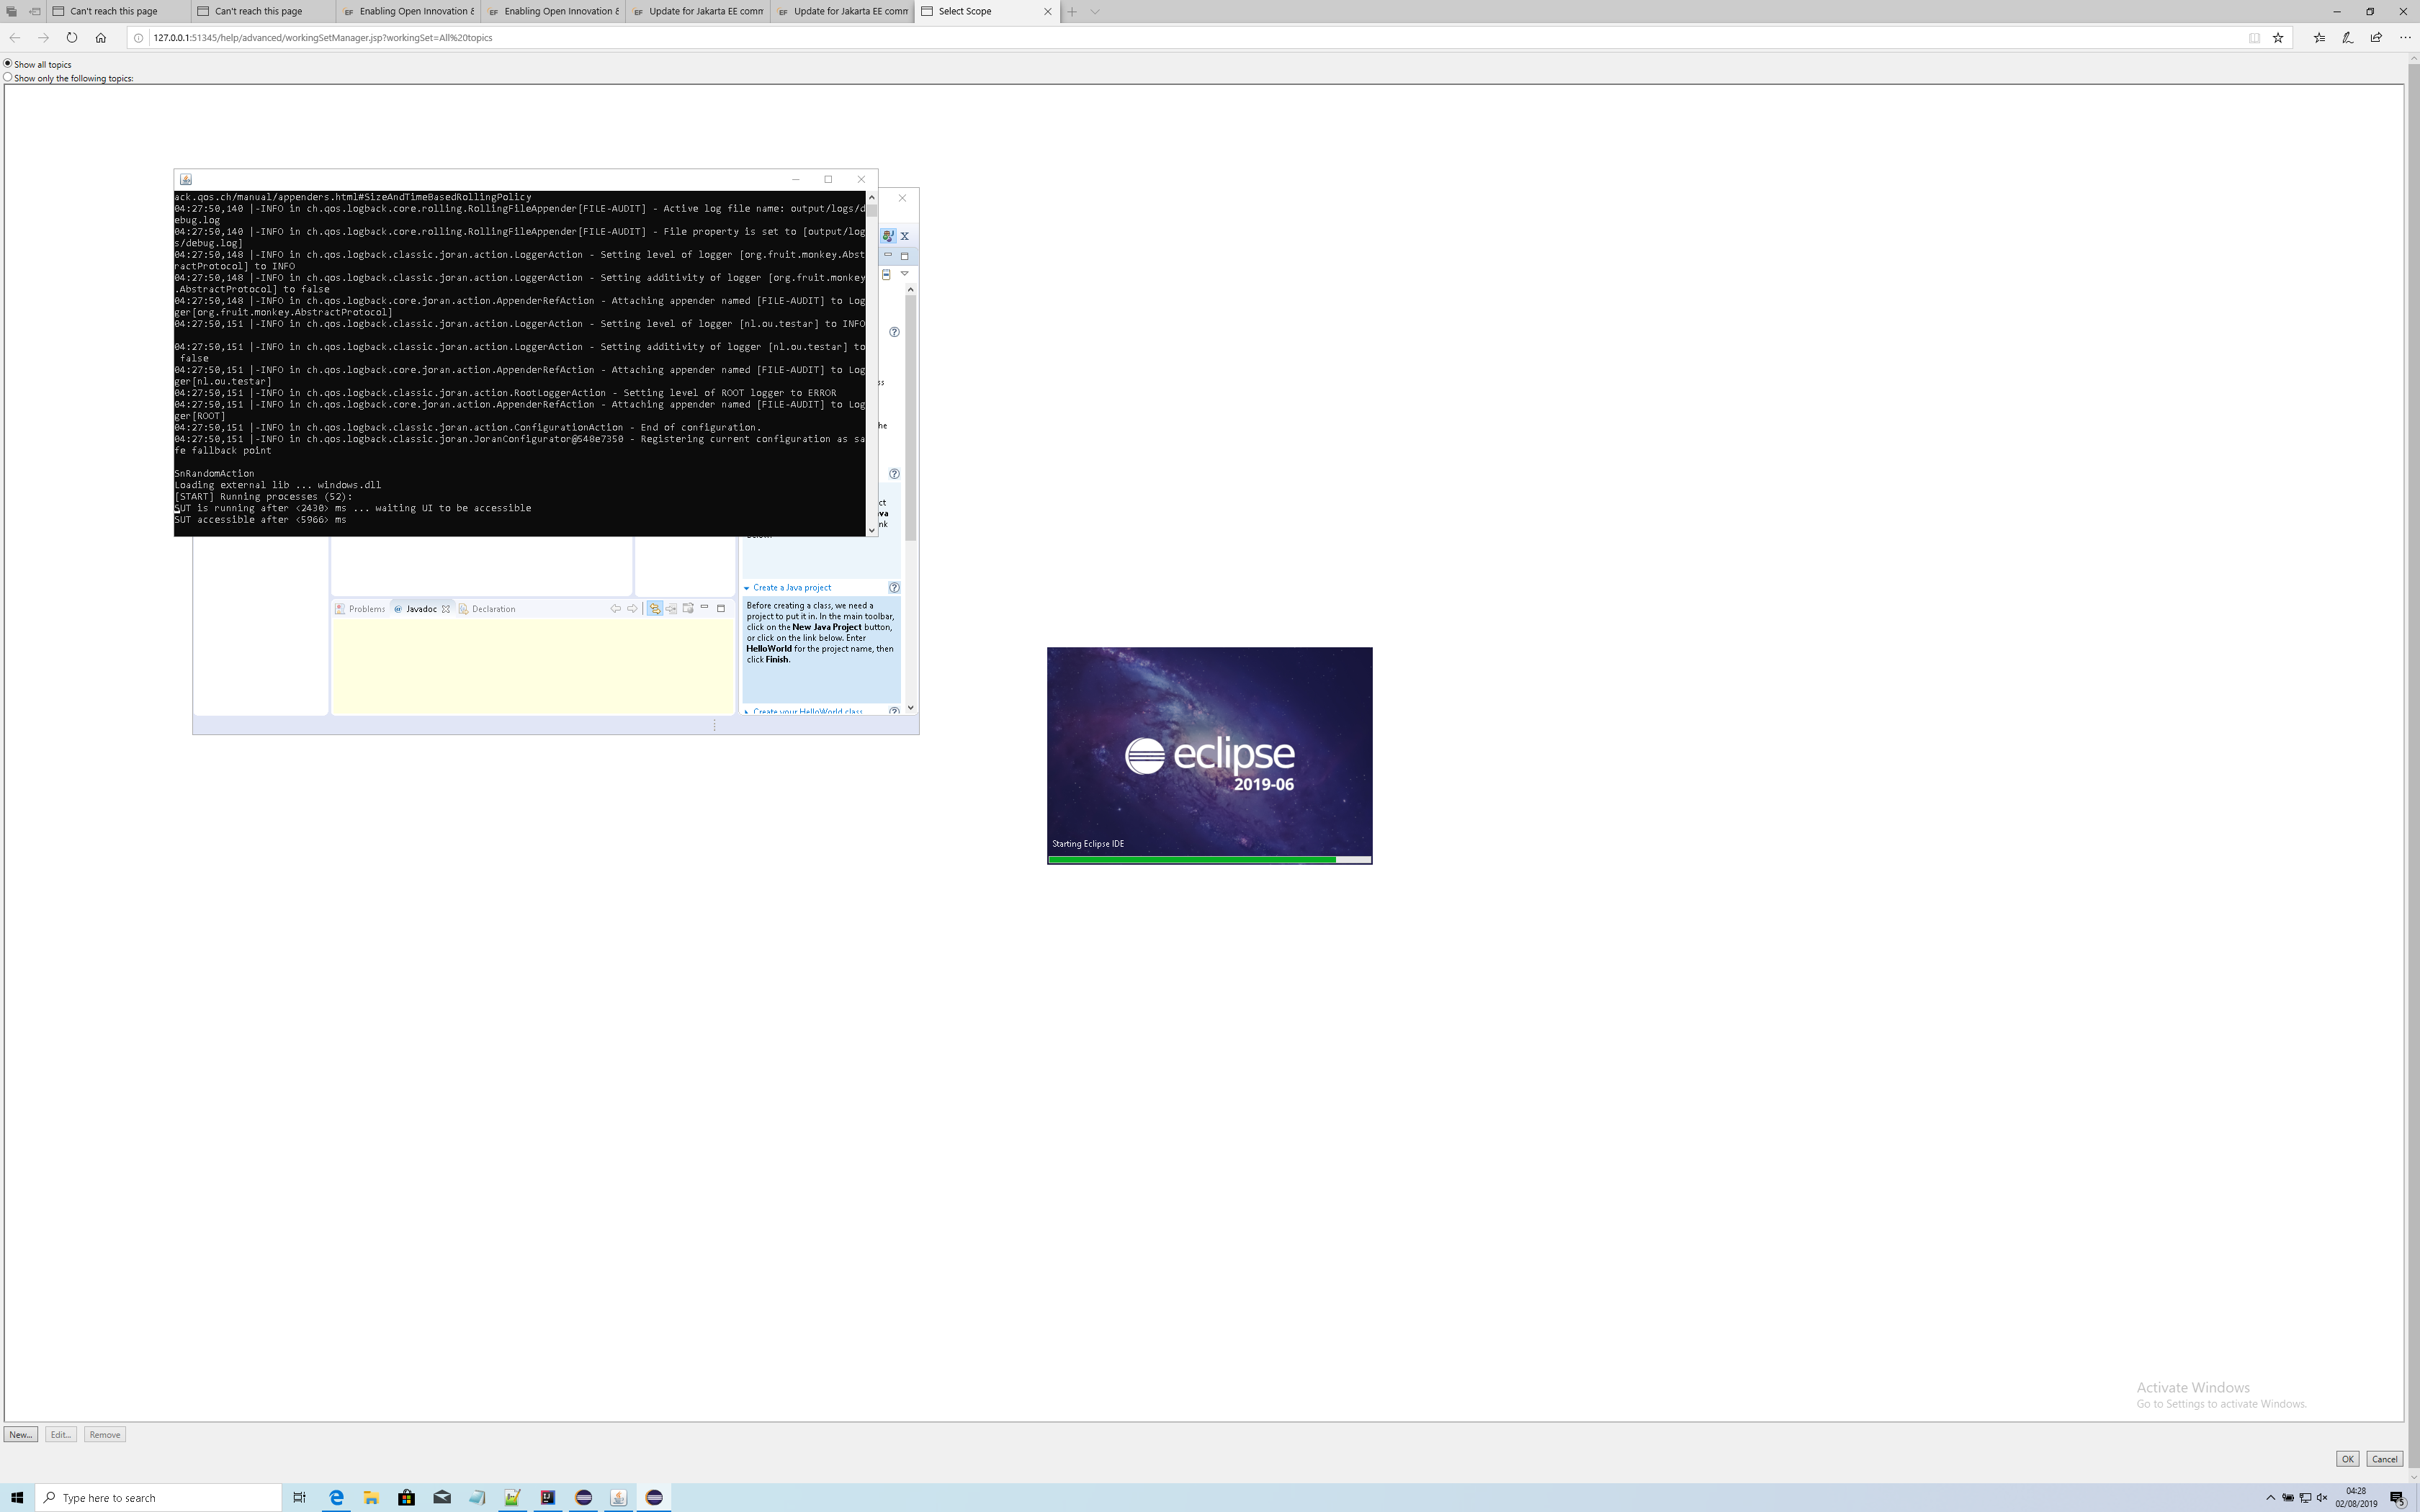 Can't reach this page
Can't reach this page
Enabling Open Innovation &
Enabling Open Innovation &
Update for Jakarta EE comm
Update for Jakarta EE comm
Select Scope
127.0.0.1:51345/help/advanced/workingSetManager.jsp?workingSet=All%20topics
Show all topics
Show only the following topics:
ack.qos.ch/manual/appenders.html#SizeAndTimeBasedRollingPolicy
04:27:50,140 |-INFO in ch.qos.logback.core.rolling.RollingFileAppender[FILE-AUDIT] - Active log file name: output/logs/d
ebug.log
04:27:50,140 |-INFO in ch.qos.logback.core.rolling.RollingFileAppender[FILE-AUDIT] - File property is set to [output/log
s/debug.log]
04:27:50,148 |-INFO in ch.qos.logback.classic.joran.action.LoggerAction - Setting level of logger [org.fruit.monkey.Abst
ractProtocol] to INFO
04:27:50,148 |-INFO in ch.qos.logback.classic.joran.action.LoggerAction - Setting additivity of logger [org.fruit.monkey
.AbstractProtocol] to false
04:27:50,148 |-INFO in ch.qos.logback.core.joran.action.AppenderRefAction - Attaching appender named [FILE-AUDIT] to Log
ger[org.fruit.monkey.AbstractProtocol]
04:27:50,151 |-INFO in ch.qos.logback.classic.joran.action.LoggerAction - Setting level of logger [nl.ou.testar] to INFO
04:27:50,151 |-INFO in ch.qos.logback.classic.joran.action.LoggerAction - Setting additivity of logger [nl.ou.testar] to
false
04:27:50,151 |-INFO in ch.qos.logback.core.joran.action.AppenderRefAction - Attaching appender named [FILE-AUDIT] to Log
ger[nl.ou.testar]
04:27:50,151 |-INFO in ch.qos.logback.classic.joran.action.RootLoggerAction - Setting level of ROOT logger to ERROR
04:27:50,151 |-INFO in ch.qos.logback.core.joran.action.AppenderRefAction - Attaching appender named [FILE-AUDIT] to Log
ger[ROOT]
04:27:50,151 |-INFO in ch.qos.logback.classic.joran.action.ConfigurationAction - End of configuration.
04:27:50,151 |-INFO in ch.qos.logback.classic.joran.JoranConfigurator@548e7350 - Registering current configuration as sa
fe fallback point
SnRandomAction
Loading external lib ... windows.dll
[START] Running processes (52):
SUT is running after <2430> ms ... waiting UI to be accessible
SUT accessible after <5966> ms
ss
he
ct
va
nk
Create a Java project
Before creating a class, we need a
project to put it in. In the main toolbar,
click on the New Java Project button,
or click on the link below. Enter
HelloWorld for the project name, then
click Finish.
Create your HelloWorld class
Problems
Javadoc
Declaration
eclipse
2019-06
Starting Eclipse IDE
Activate Windows
Go to Settings to activate Windows.
New...
Edit...
Remove
OK
Cancel
Type here to search
04:28
02/08/2019
5